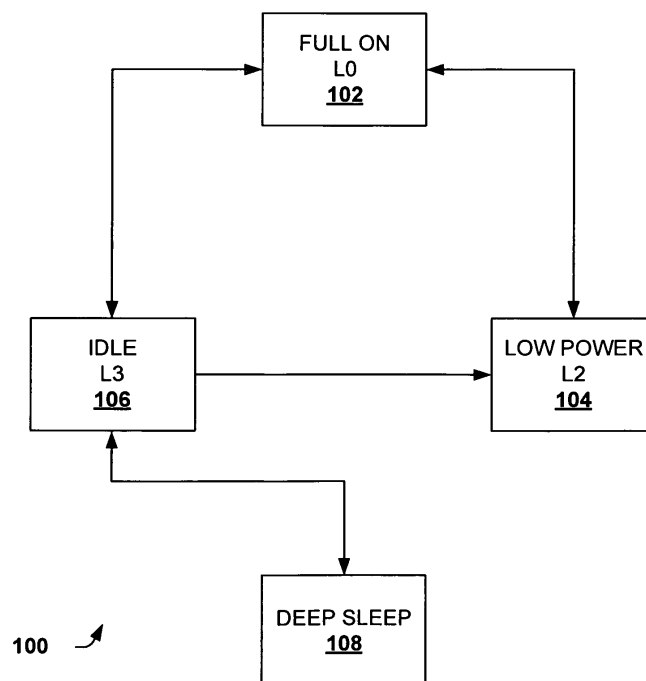 FULL ON
L0
102
IDLE
L3
106
LOW POWER
L2
104
DEEP SLEEP
108
100